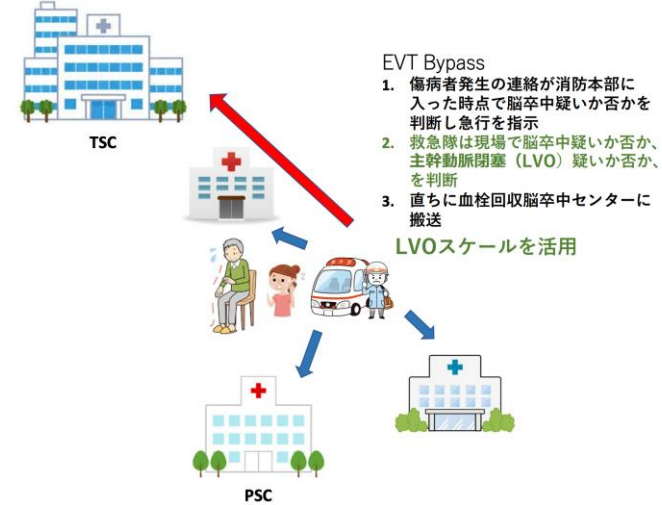 EVT Bypass
1. 傷病者発生の連絡が消防本部に
入った時点で脳卒中疑いか否かを
判断し急行を指示
2. 救急隊は現場で脳卒中疑いか否か、
主幹動脈閉塞（LVO）疑いか否か、
を判断
3. 直ちに血栓回収脳卒中センターに
搬送
LVOスケールを活用
TSC
PSC